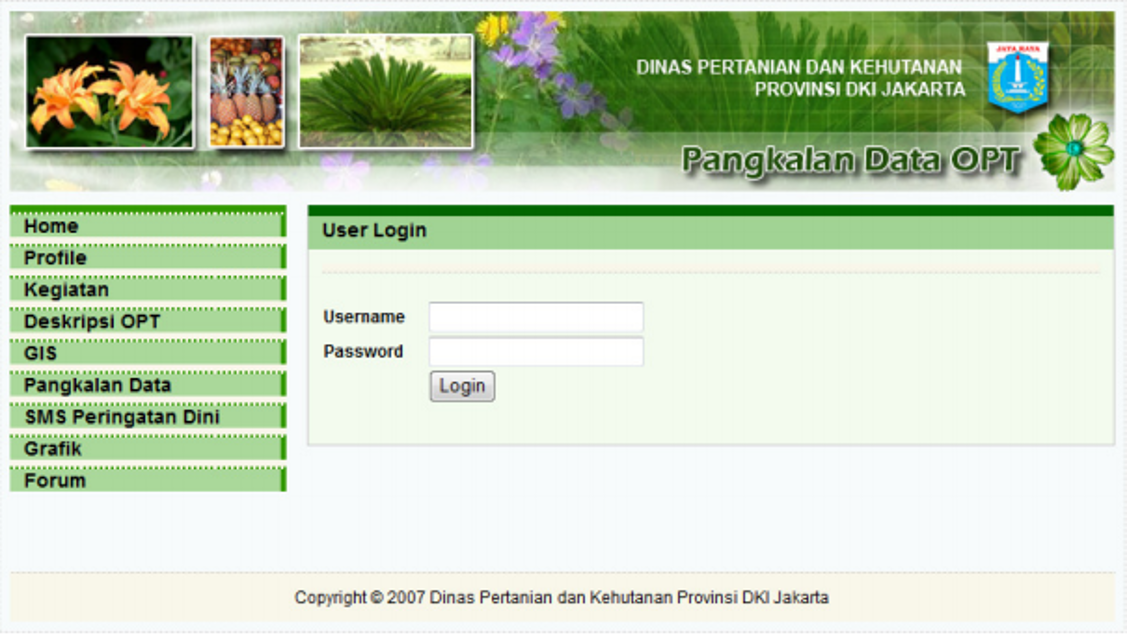 DINAS PERTANIAN DAN KEHUTANAN
PROVINSI DKI JAKARTA
JAYA RAYA
Pangkalan Data OPT
Home
Profile
Kegiatan
Deskripsi OPT
GIS
Pangkalan Data
SMS Peringatan Dini
Grafik
Forum
User Login
Username
Password
Login
Copyright © 2007 Dinas Pertanian dan Kehutanan Provinsi DKI Jakarta